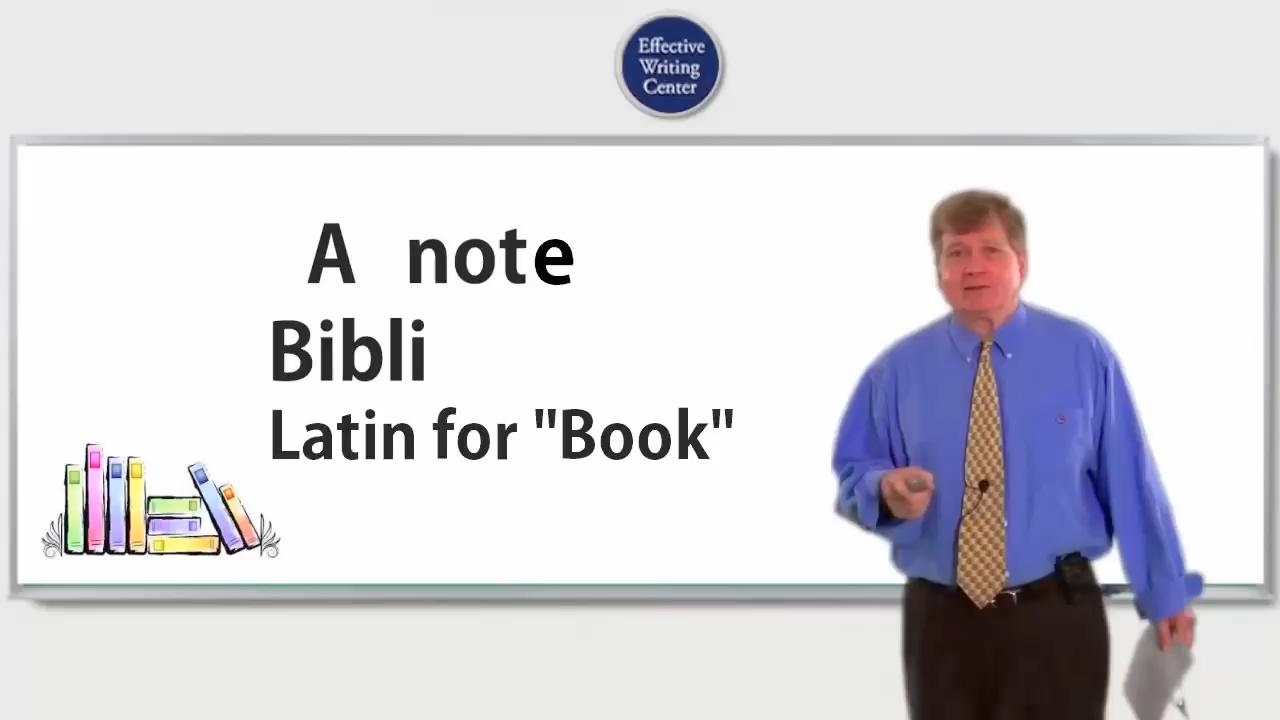 Effective
Writing
Center
A note
Bibli
Latin for "Book"